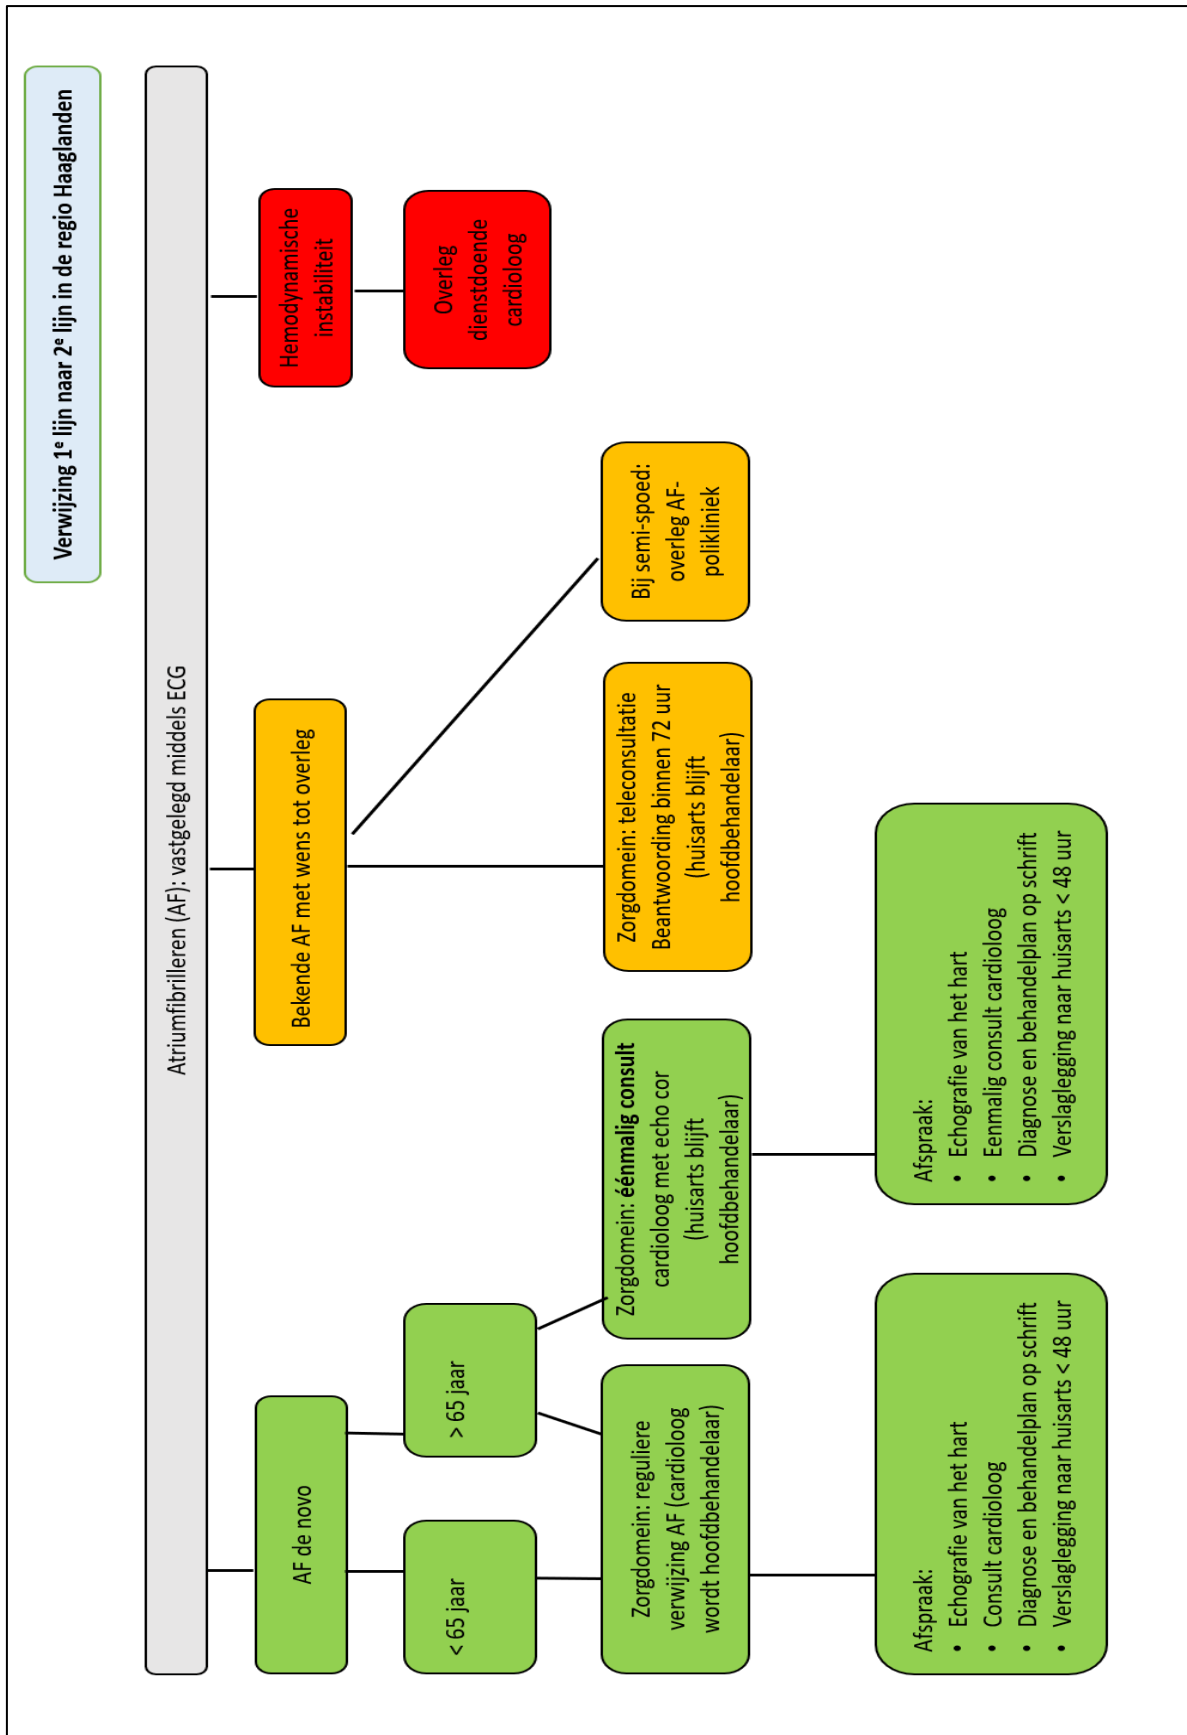 Verwijzing 1e lijn naar 2e lijn in de regio Haaglanden
Atriumfibrilleren (AF): vastgelegd middels ECG
AF de novo
< 65 jaar
> 65 jaar
Zorgdomein: reguliere
verwijzing AF (cardioloog
wordt hoofdbehandelaar)
Zorgdomein: éénmalig consult
cardioloog met echo cor
(huisarts blijft
hoofdbehandelaar)
Afspraak:
• Echografie van het hart
• Consult cardioloog
• Diagnose en behandelplan op schrift
• Verslaglegging naar huisarts < 48 uur
Afspraak:
• Echografie van het hart
• Eenmalig consult cardioloog
• Diagnose en behandelplan op schrift
• Verslaglegging naar huisarts < 48 uur
Bekende AF met wens tot overleg
Zorgdomein: teleconsultatie
Beantwoording binnen 72 uur
(huisarts blijft
hoofdbehandelaar)
Bij semi-spoed:
overleg AF-
polikliniek
Hemodynamische
instabiliteit
Overleg
dienstdoende
cardioloog